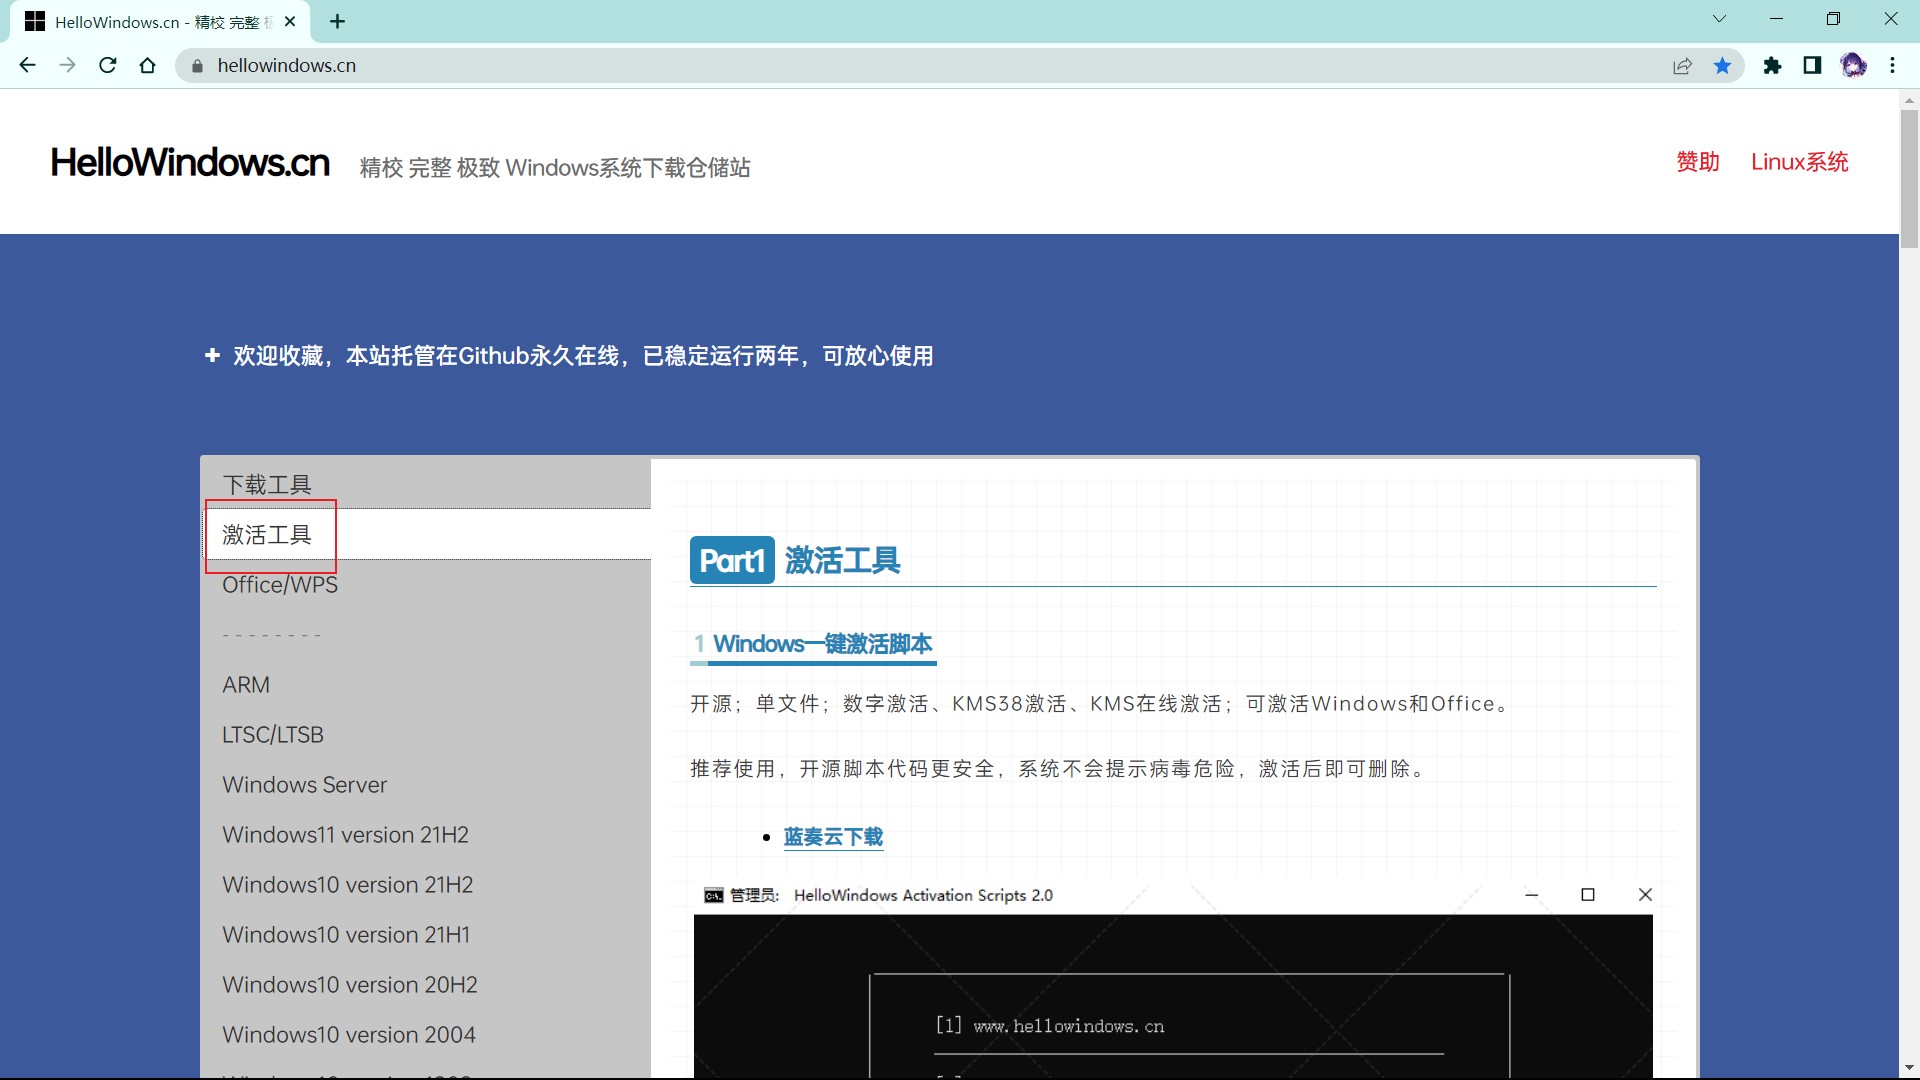 HelloWindows.cn - 精校 完整 极
hellowindows.cn
HelloWindows.cn 精校 完整 极致 Windows系统下载仓储站 赞助 Linux系统
+ 欢迎收藏，本站托管在Github永久在线，已稳定运行两年，可放心使用
下载工具
激活工具
Office/WPS
- - - - - - - -
ARM
LTSC/LTSB
Windows Server
Windows11 version 21H2
Windows10 version 21H2
Windows10 version 21H1
Windows10 version 20H2
Windows10 version 2004
Part1 激活工具
1 Windows一键激活脚本
开源；单文件；数字激活、KMS38激活、KMS在线激活；可激活Windows和Office。
推荐使用，开源脚本代码更安全，系统不会提示病毒危险，激活后即可删除。
蓝奏云下载
管理员: HelloWindows Activation Scripts 2.0
[1] www.hellowindows.cn